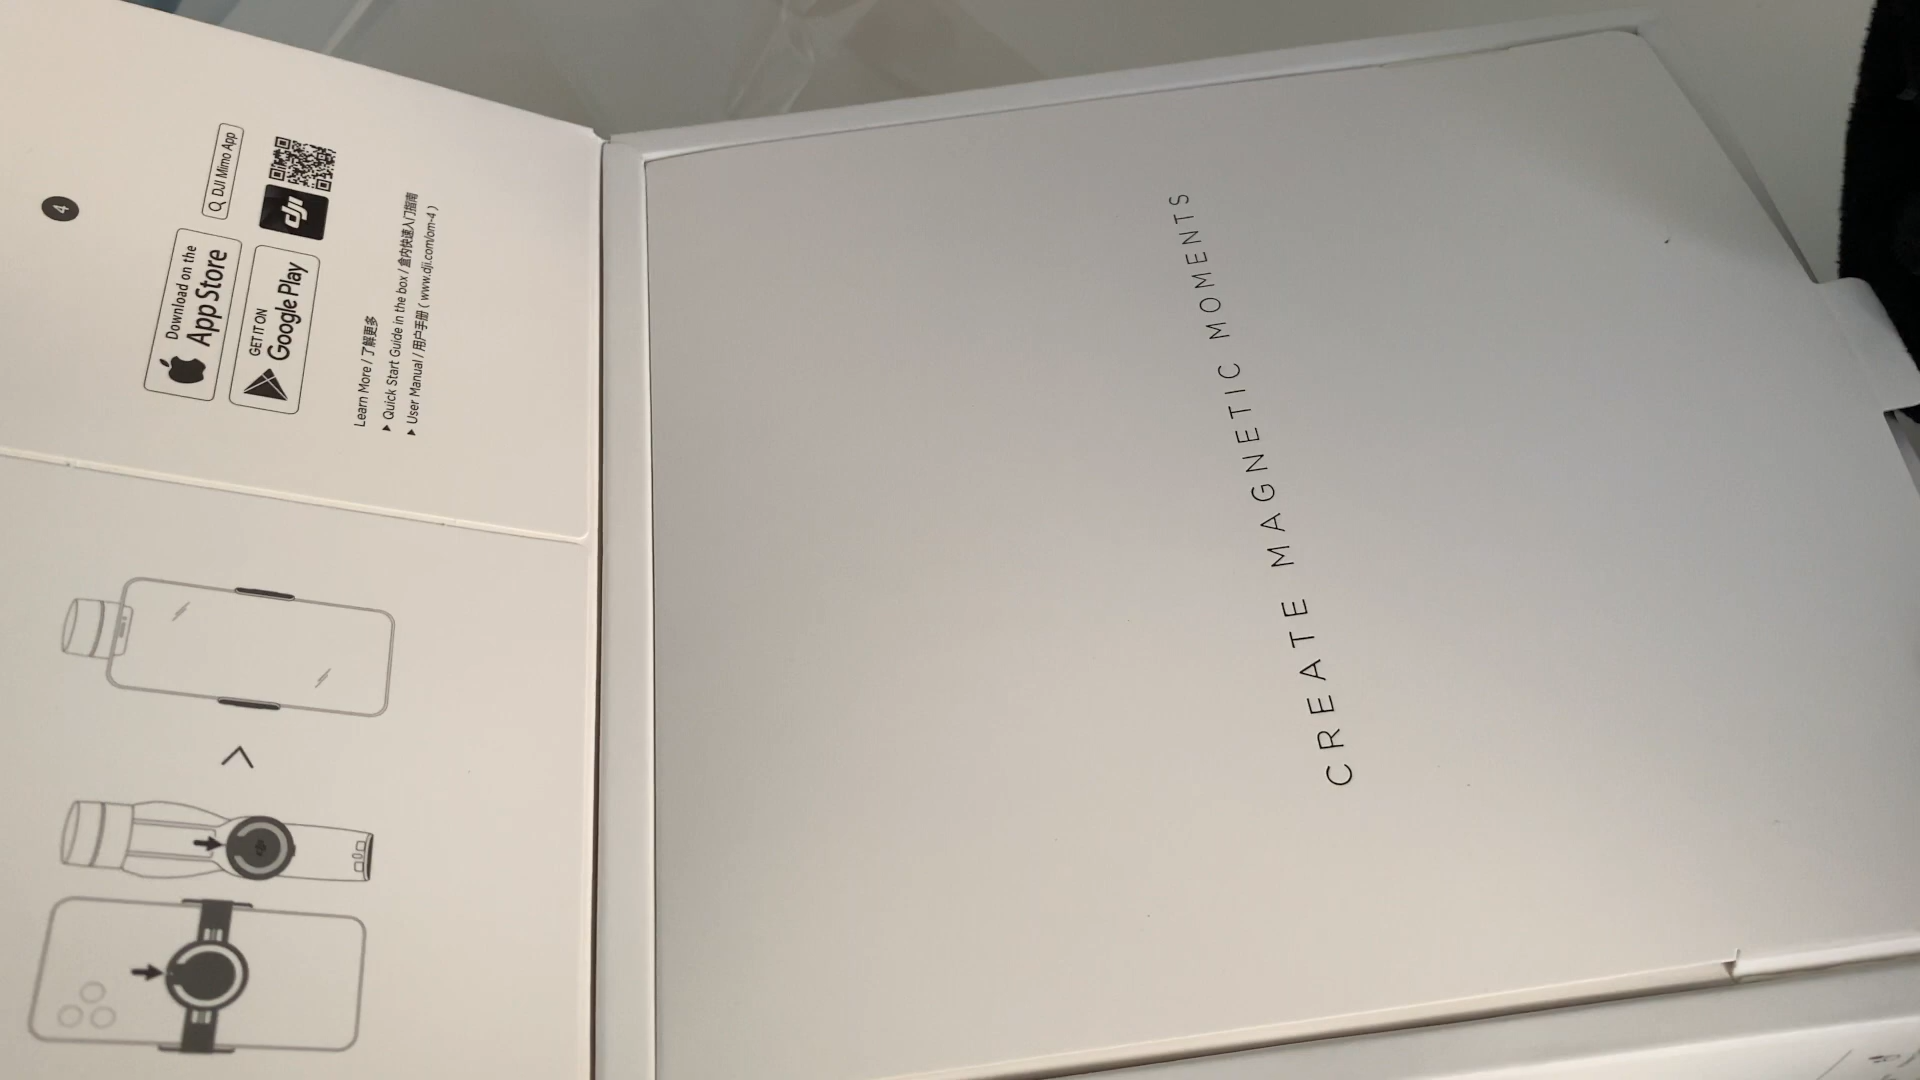 4
DJI Mimo App
Download on the
App Store
GET IT ON
Google Play
dji
Learn More / 了解更多
▶ Quick Start Guide in the box / 盒内快速入门指南
▶ User Manual / 用户手册 ( www.dji.com/om-4 )
CREATE MAGNETIC MOMENTS